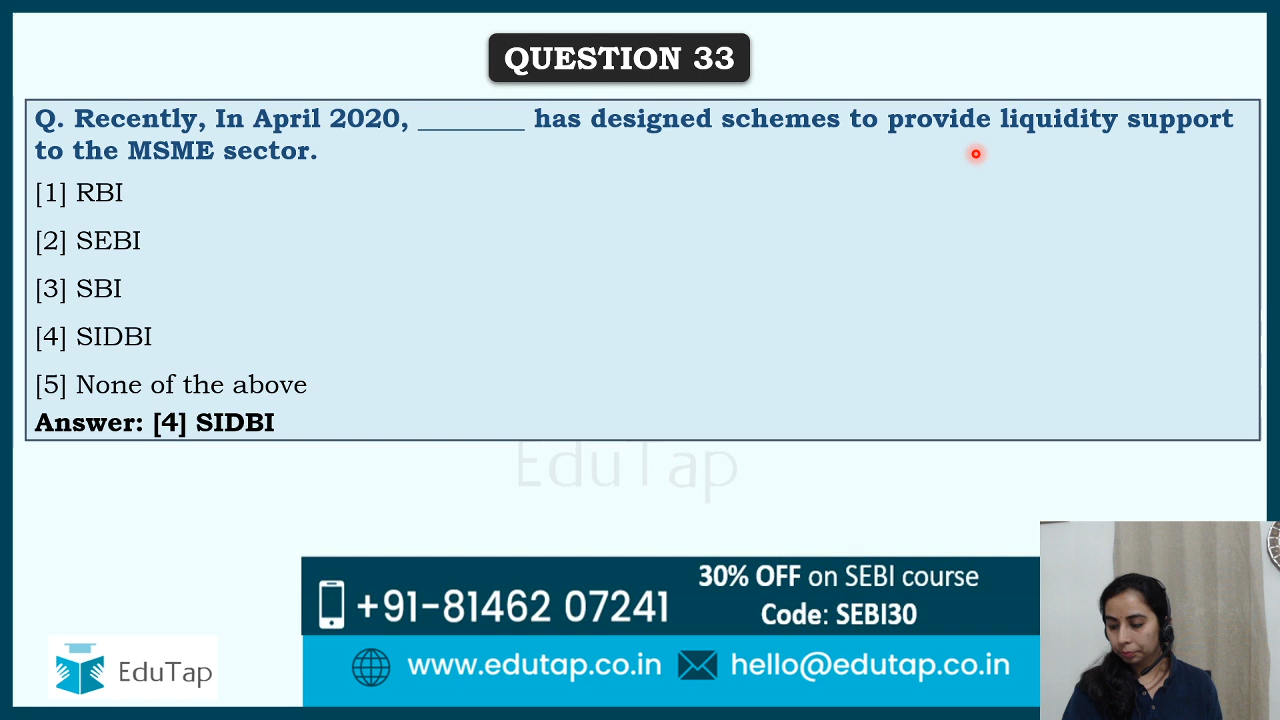 QUESTION 33
Q. Recently, In April 2020, ________ has designed schemes to provide liquidity support
to the MSME sector.
[1] RBI
[2] SEBI
[3] SBI
[4] SIDBI
[5] None of the above
Answer: [4] SIDBI
EduTap
30% OFF on SEBI course
+91-81462 07241
Code: SEBI30
www.edutap.co.in
hello@edutap.co.in
EduTap